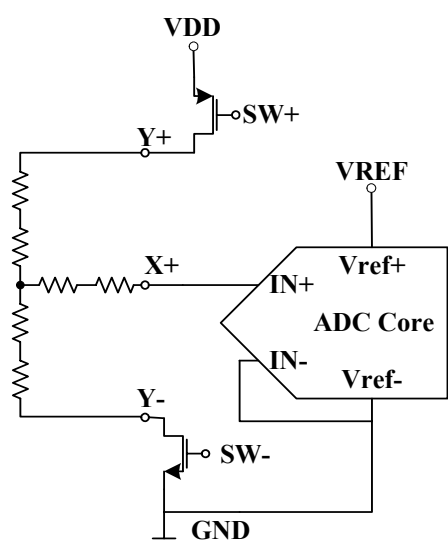 VDD
SW+
Y+
VREF
X+
IN+
Vref+
ADC Core
IN-
Vref-
Y-
SW-
GND